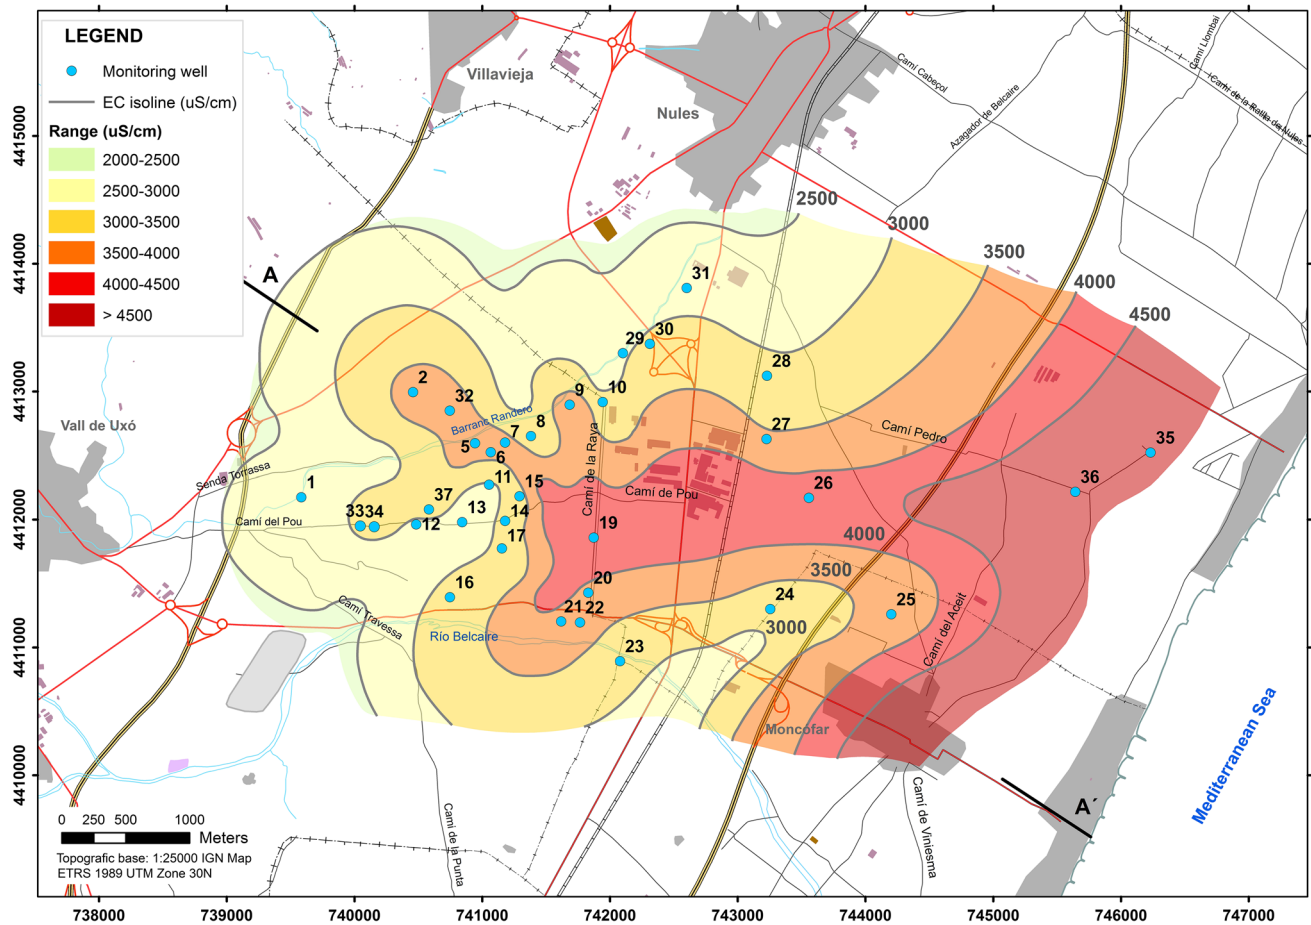 LEGEND
Monitoring well
EC isoline (uS/cm)
Range (uS/cm)
2000-2500
2500-3000
3000-3500
3500-4000
4000-4500
> 4500
Villavieja
Nules
Camí Cabeçol
Azagador de Belcaire
Camí Llombai
Camí de la Ratlla de Nules
2500
3000
3500
4000
4500
A
31
30
29
28
2
32
9
10
Barranc Randero
8
7
5
6
27
Camí Pedro
35
Vall de Uxó
Senda Torrassa
Camí de la Raya
1
11
15
Camí de Pou
26
36
37
33
34
12
13
14
Camí del Pou
19
17
4000
3500
16
20
24
25
Camí Travessa
21
22
3000
Río Belcaire
23
Camí del Aceit
Moncofar
Mediterranean Sea
A´
Camí de la Punta
Camí de Viniesma
0 250 500 1000
Meters
Topografic base: 1:25000 IGN Map
ETRS 1989 UTM Zone 30N
4415000
4414000
4413000
4412000
4411000
4410000
738000 739000 740000 741000 742000 743000 744000 745000 746000 747000